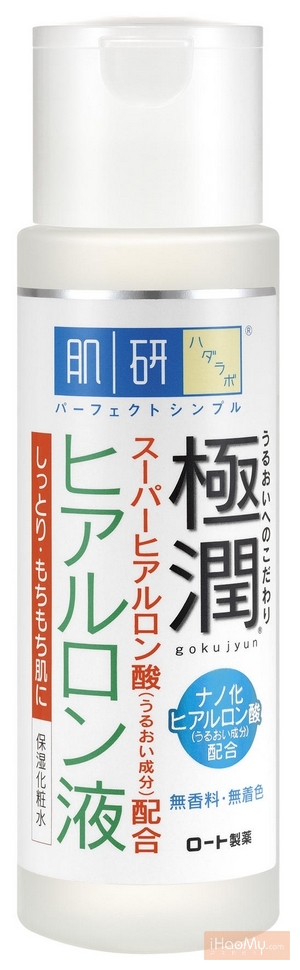 肌研
ハダラボ
®
パーフェクトシンプル
うるおいへのこだわり
極潤®
gokujyun
スーパーヒアルロン酸(うるおい成分)配合
ヒアルロン液
しっとり・もちもち肌に
保湿化粧水
ナノ化
ヒアルロン酸
(うるおい成分)
配合
無香料・無着色
ロート製薬
iHaoMy.com